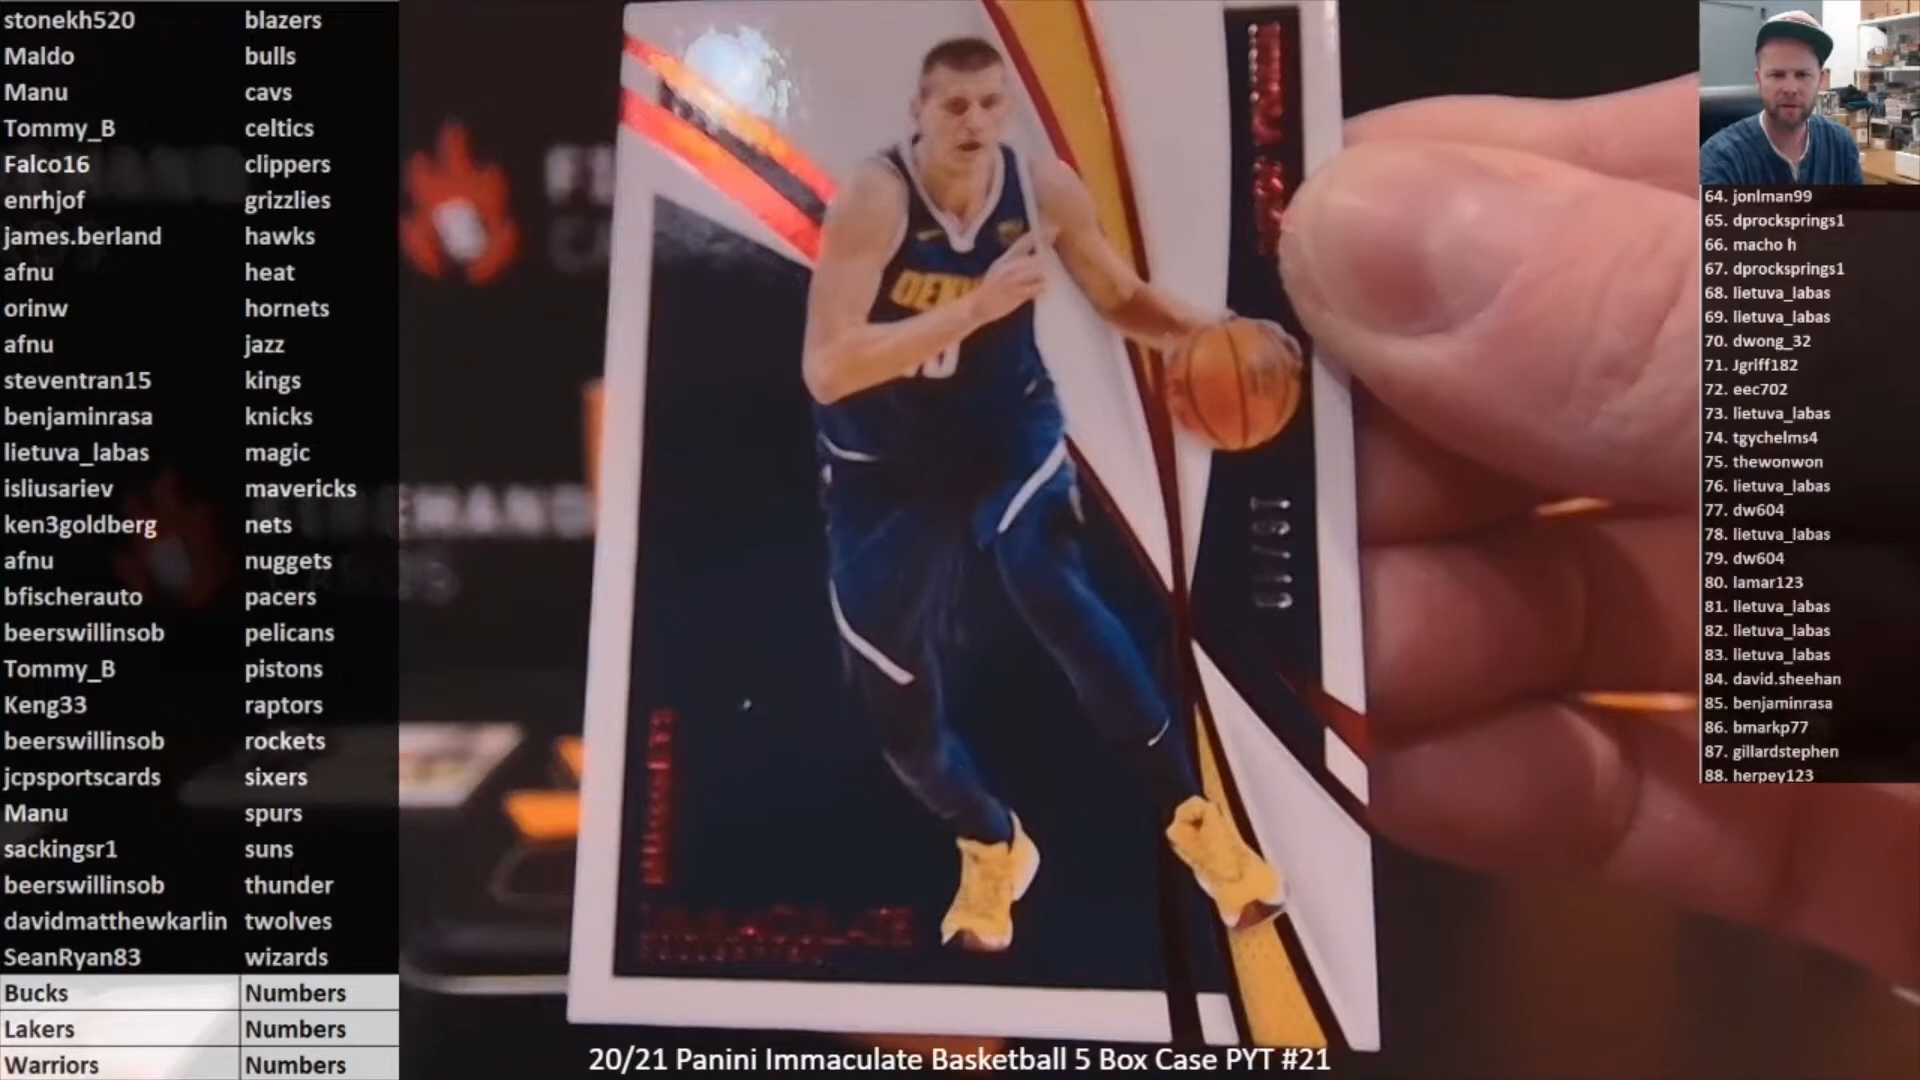 stonekh520 blazers
Maldo bulls
Manu cavs
Tommy_B celtics
Falco16 clippers
enrhjof grizzlies
james.berland hawks
afnu heat
orinw hornets
afnu jazz
steventran15 kings
benjaminrasa knicks
lietuva_labas magic
isliusariev mavericks
ken3goldberg nets
afnu nuggets
bfischerauto pacers
beerswillinsob pelicans
Tommy_B pistons
Keng33 raptors
beerswillinsob rockets
jcpsportscards sixers
Manu spurs
sackingsr1 suns
beerswillinsob thunder
davidmatthewkarlin twolves
SeanRyan83 wizards
Bucks Numbers
Lakers Numbers
Warriors Numbers
IMMACULATE
COLLECTION
20/21 Panini Immaculate Basketball 5 Box Case PYT #21
64. jonlman99
65. dprocksprings1
66. macho h
67. dprocksprings1
68. lietuva_labas
69. lietuva_labas
70. dwong_32
71. Jgriff182
72. eec702
73. lietuva_labas
74. tgychelms4
75. thewonwon
76. lietuva_labas
77. dw604
78. lietuva_labas
79. dw604
80. lamar123
81. lietuva_labas
82. lietuva_labas
83. lietuva_labas
84. david.sheehan
85. benjaminrasa
86. bmarkp77
87. gillardstephen
88. herpey123